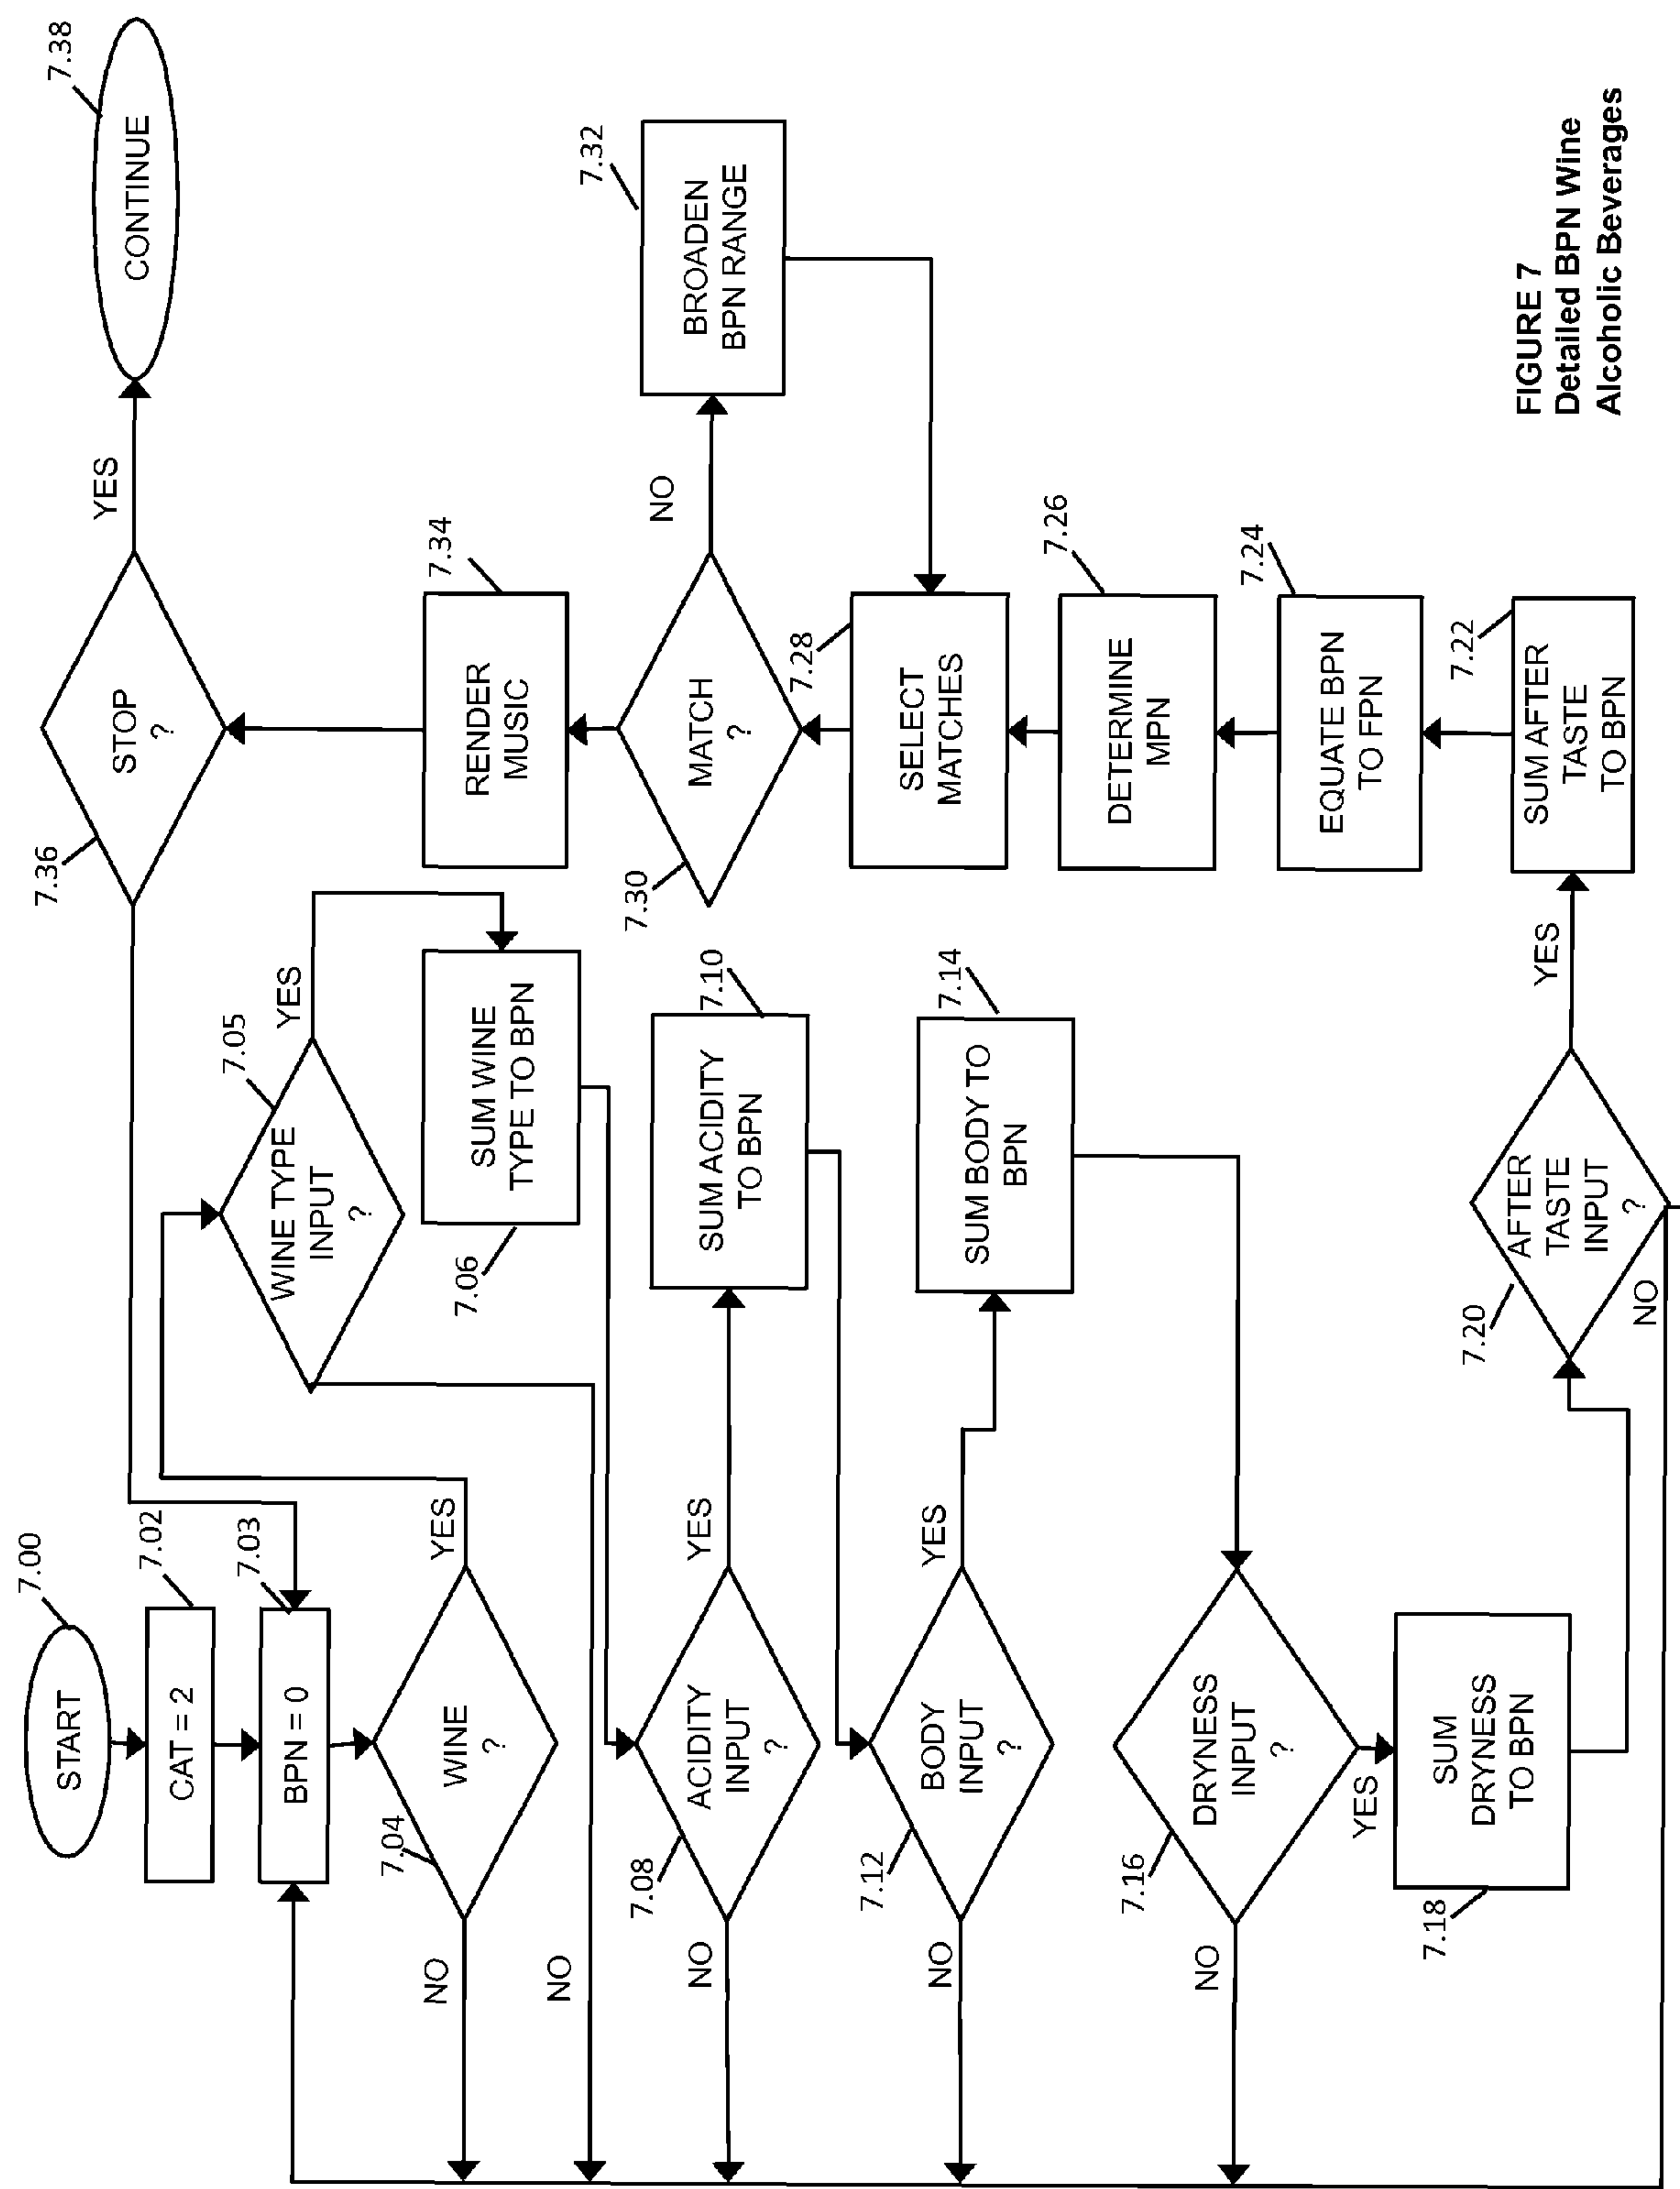 7.00
START
7.02
CAT = 2
7.03
BPN = 0
7.04
WINE
?
YES
NO
7.05
WINE TYPE
INPUT
?
YES
NO
7.06
SUM WINE
TYPE TO BPN
7.08
ACIDITY
INPUT
?
YES
NO
7.10
SUM ACIDITY
TO BPN
7.12
BODY
INPUT
?
YES
NO
7.14
SUM BODY TO
BPN
7.16
DRYNESS
INPUT
?
NO
YES
7.18
SUM
DRYNESS
TO BPN
7.20
AFTER
TASTE
INPUT
?
NO
YES
7.22
SUM AFTER
TASTE
TO BPN
7.24
EQUATE BPN
TO FPN
7.26
DETERMINE
MPN
7.28
SELECT
MATCHES
7.30
MATCH
?
NO
7.32
BROADEN
BPN RANGE
7.34
RENDER
MUSIC
7.36
STOP
?
YES
7.38
CONTINUE
FIGURE 7
Detailed BPN Wine
Alcoholic Beverages